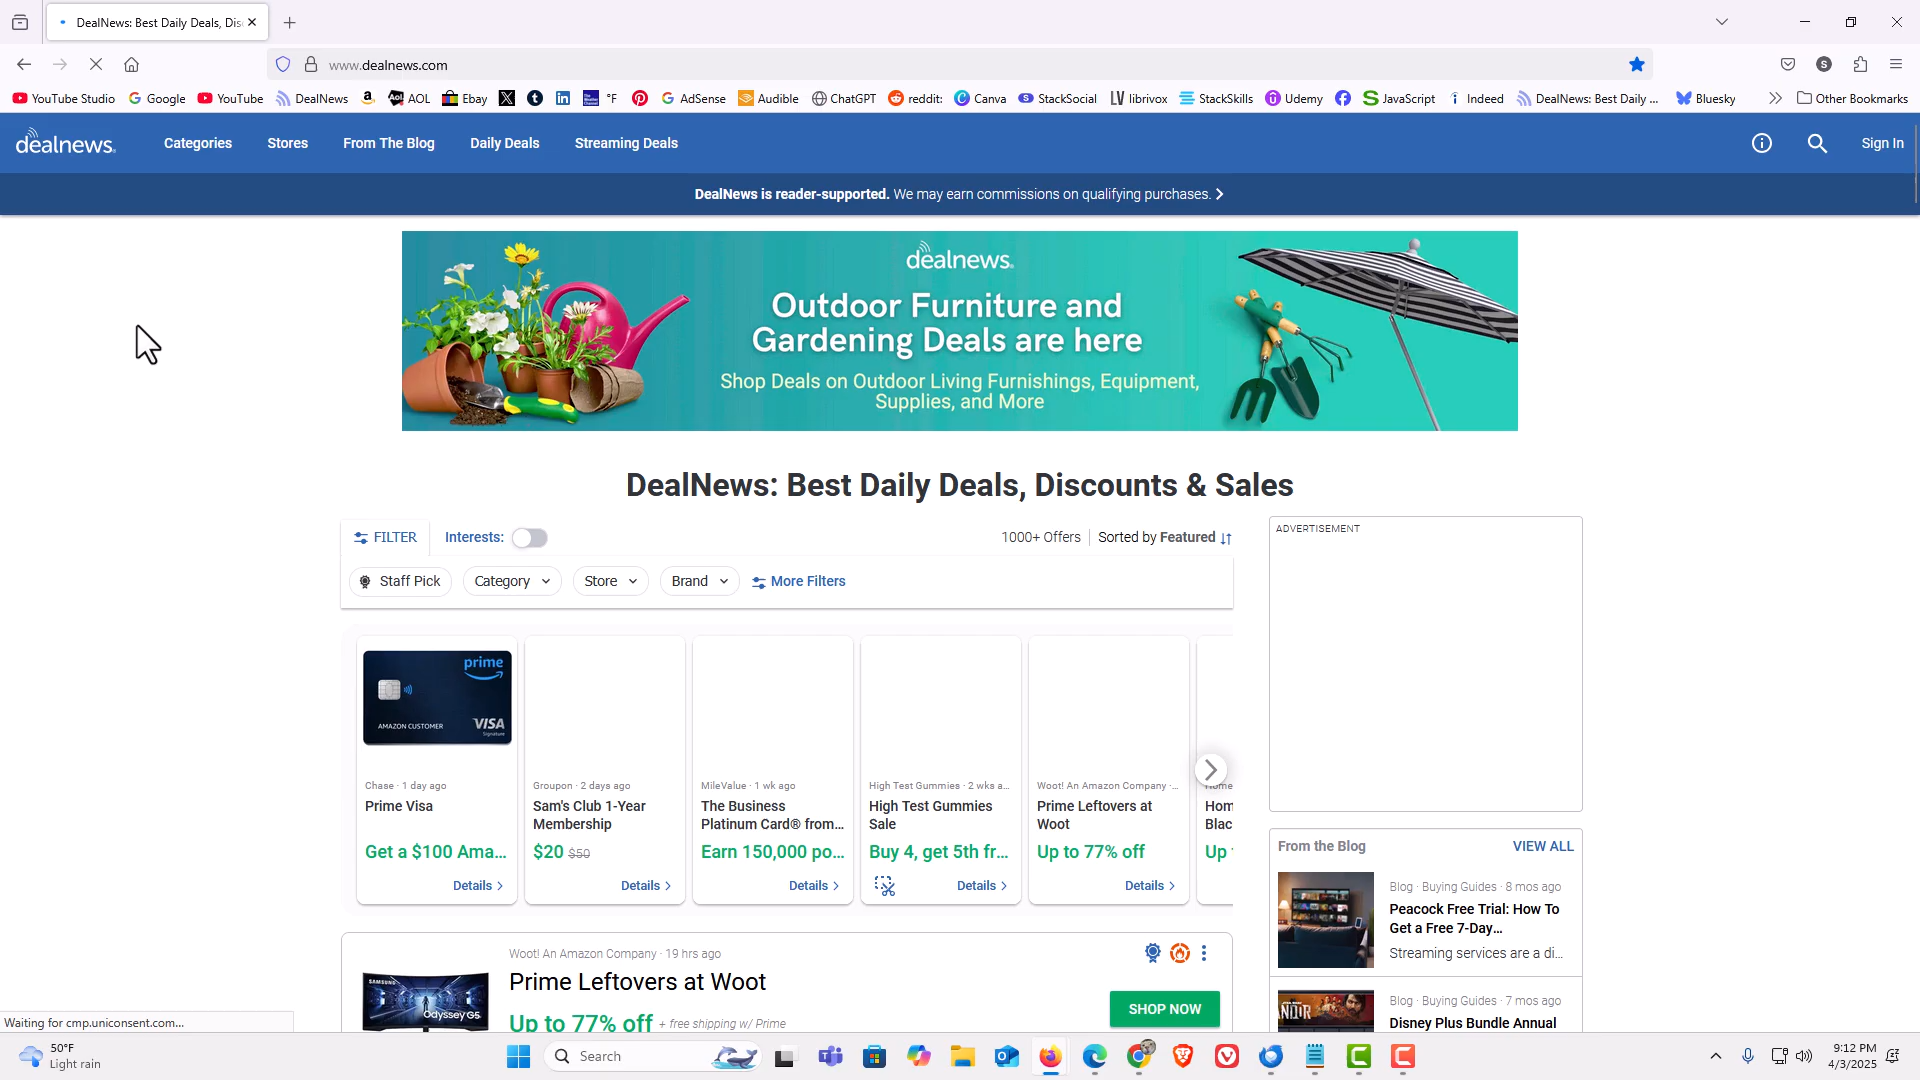 DealNews: Best Daily Deals, Dis
www.dealnews.com
YouTube Studio
Google
YouTube
DealNews
AOL
Ebay
°F
AdSense
Audible
ChatGPT
reddit:
Canva
StackSocial
librivox
StackSkills
Udemy
JavaScript
Indeed
DealNews: Best Daily ...
Bluesky
Other Bookmarks
dealnews.
Categories
Stores
From The Blog
Daily Deals
Streaming Deals
Sign In
DealNews is reader-supported. We may earn commissions on qualifying purchases.
dealnews.
Outdoor Furniture and
Gardening Deals are here
Shop Deals on Outdoor Living Furnishings, Equipment,
Supplies, and More
DealNews: Best Daily Deals, Discounts & Sales
FILTER
Interests:
1000+ Offers
Sorted by Featured
Staff Pick
Category
Store
Brand
More Filters
ADVERTISEMENT
prime
AMAZON CUSTOMER
VISA
Signature
Chase · 1 day ago
Prime Visa
Get a $100 Ama...
Details
Groupon · 2 days ago
Sam's Club 1-Year
Membership
$20 $50
Details
MileValue · 1 wk ago
The Business
Platinum Card® from...
Earn 150,000 po...
Details
High Test Gummies · 2 wks a...
High Test Gummies
Sale
Buy 4, get 5th fr...
Details
Woot! An Amazon Company ·...
Prime Leftovers at
Woot
Up to 77% off
Details
Hom
Blac
Up
From the Blog
VIEW ALL
Blog · Buying Guides · 8 mos ago
Peacock Free Trial: How To
Get a Free 7-Day...
Streaming services are a di...
Blog · Buying Guides · 7 mos ago
Disney Plus Bundle Annual
SAMSUNG
Odyssey G5
Woot! An Amazon Company · 19 hrs ago
Prime Leftovers at Woot
Up to 77% off + free shipping w/ Prime
SHOP NOW
Waiting for cmp.uniconsent.com...
50°F
Light rain
Search
9:12 PM
4/3/2025